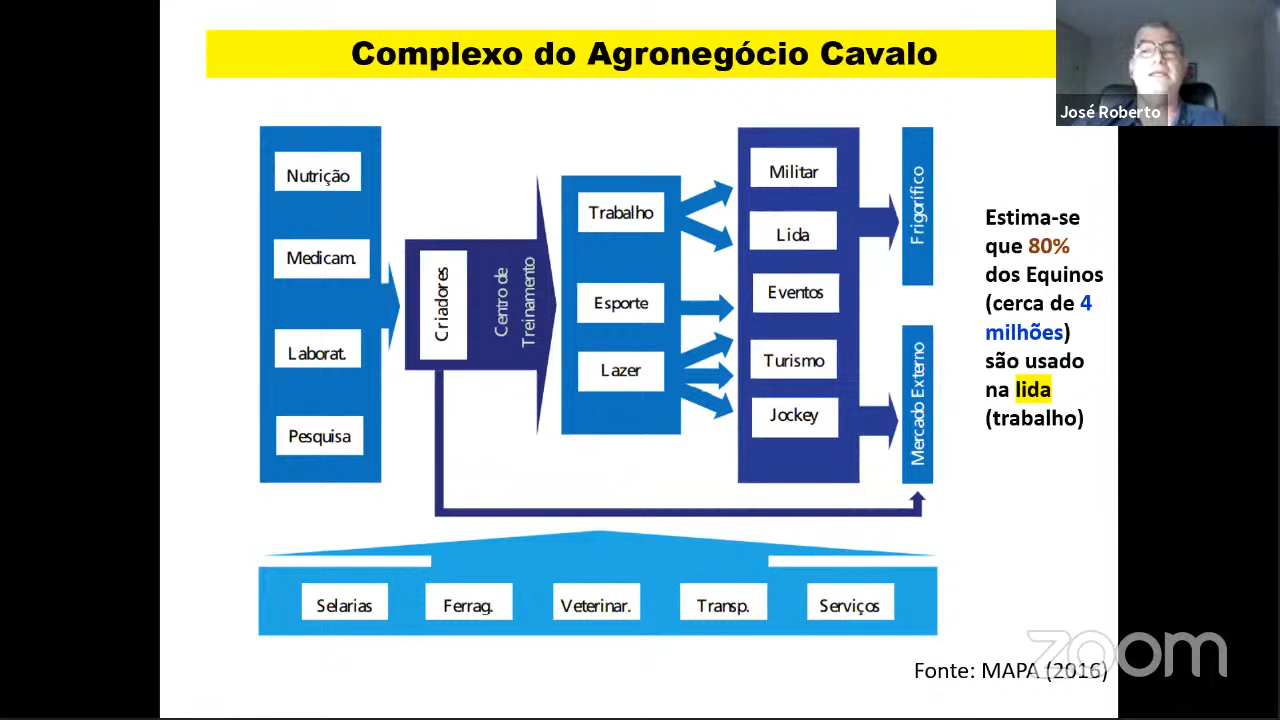 Complexo do Agronegócio Cavalo
José Roberto
Nutrição
Medicam.
Laborat.
Pesquisa
Criadores
Centro de
Treinamento
Trabalho
Esporte
Lazer
Militar
Lida
Eventos
Turismo
Jockey
Frigorífico
Mercado Externo
Estima-se
que 80%
dos Equinos
(cerca de 4
milhões)
são usado
na lida
(trabalho)
Selarias
Ferrag.
Veterinar.
Transp.
Serviços
zoom
Fonte: MAPA (2016)